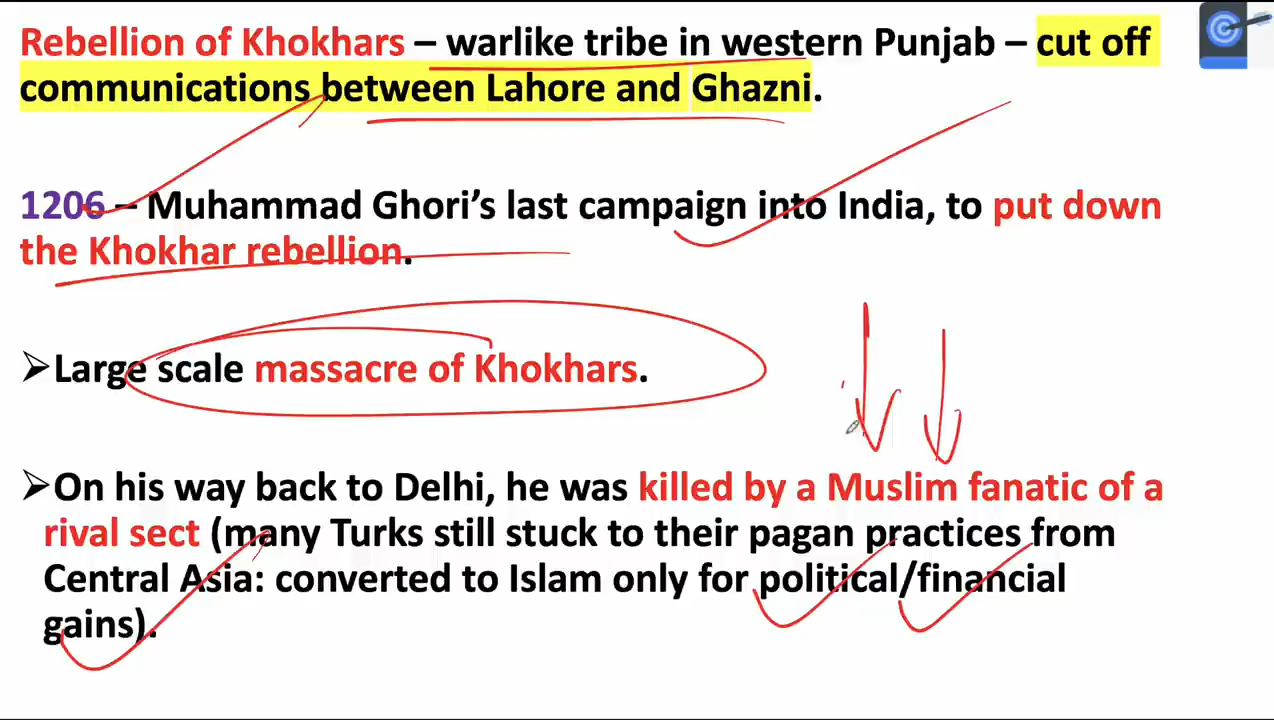 Rebellion of Khokhars – warlike tribe in western Punjab – cut off
communications between Lahore and Ghazni.
1206 – Muhammad Ghori's last campaign into India, to put down
the Khokhar rebellion.
➢Large scale massacre of Khokhars.
➢On his way back to Delhi, he was killed by a Muslim fanatic of a
rival sect (many Turks still stuck to their pagan practices from
Central Asia: converted to Islam only for political/financial
gains).